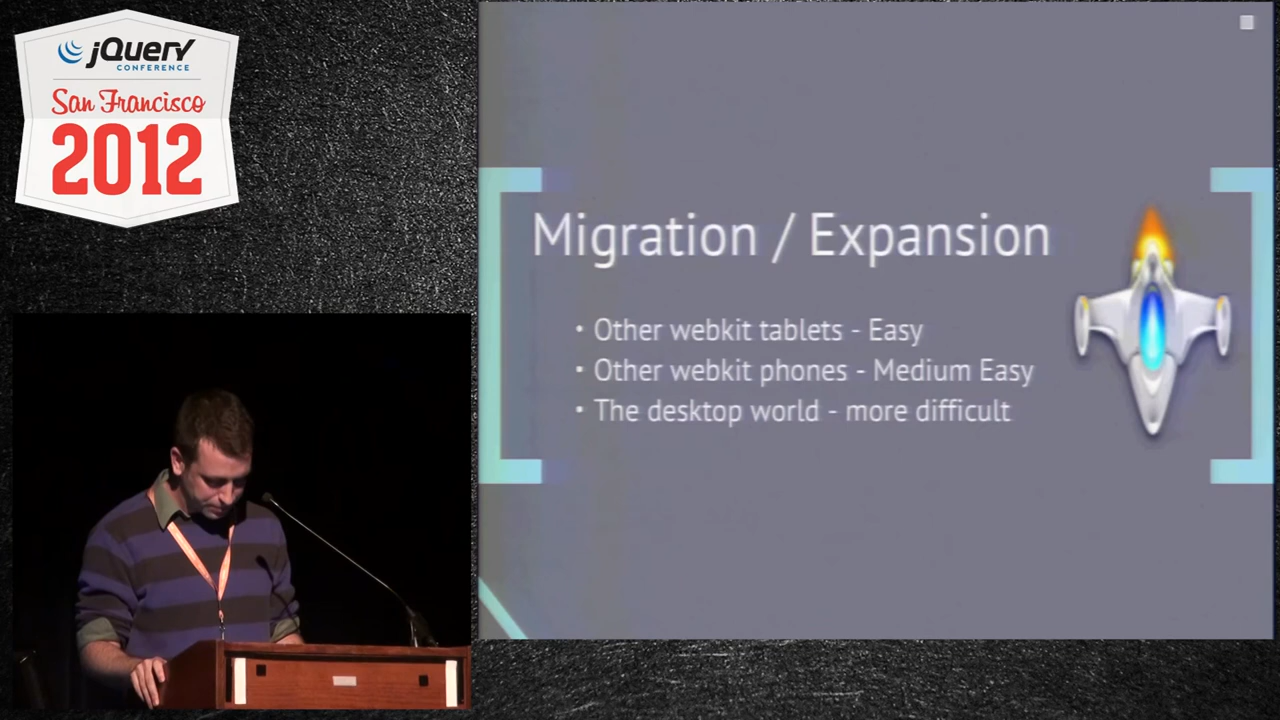 jQuery
CONFERENCE
San Francisco
2012
Migration / Expansion
• Other webkit tablets - Easy
• Other webkit phones - Medium Easy
• The desktop world - more difficult